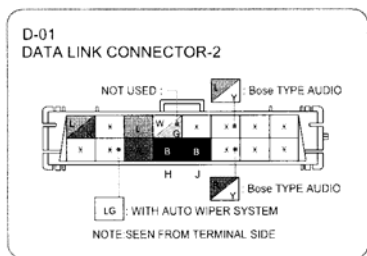 D-01
DATA LINK CONNECTOR-2
NOT USED :
L
Y
: Bose TYPE AUDIO
L
W
G
*
*
*
*
*
*
B
B
*
*
*
H
J
L
Y
: Bose TYPE AUDIO
LG
: WITH AUTO WIPER SYSTEM
NOTE:SEEN FROM TERMINAL SIDE